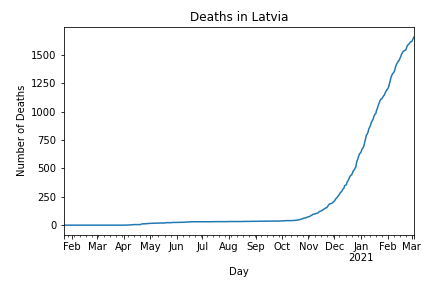 Deaths in Latvia
Number of Deaths
1500
1250
1000
750
500
250
0
Feb Mar Apr May Jun Jul Aug Sep Oct Nov Dec Jan Feb Mar
2021
Day